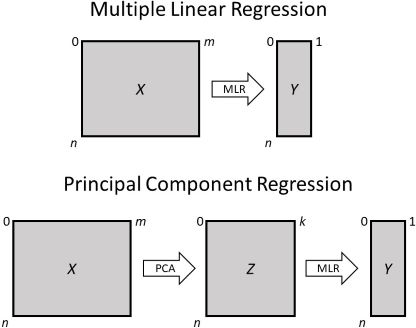 Multiple Linear Regression
0 m 0 1
X MLR Y
n n
Principal Component Regression
0 m 0 k 0 1
X PCA Z MLR Y
n n n